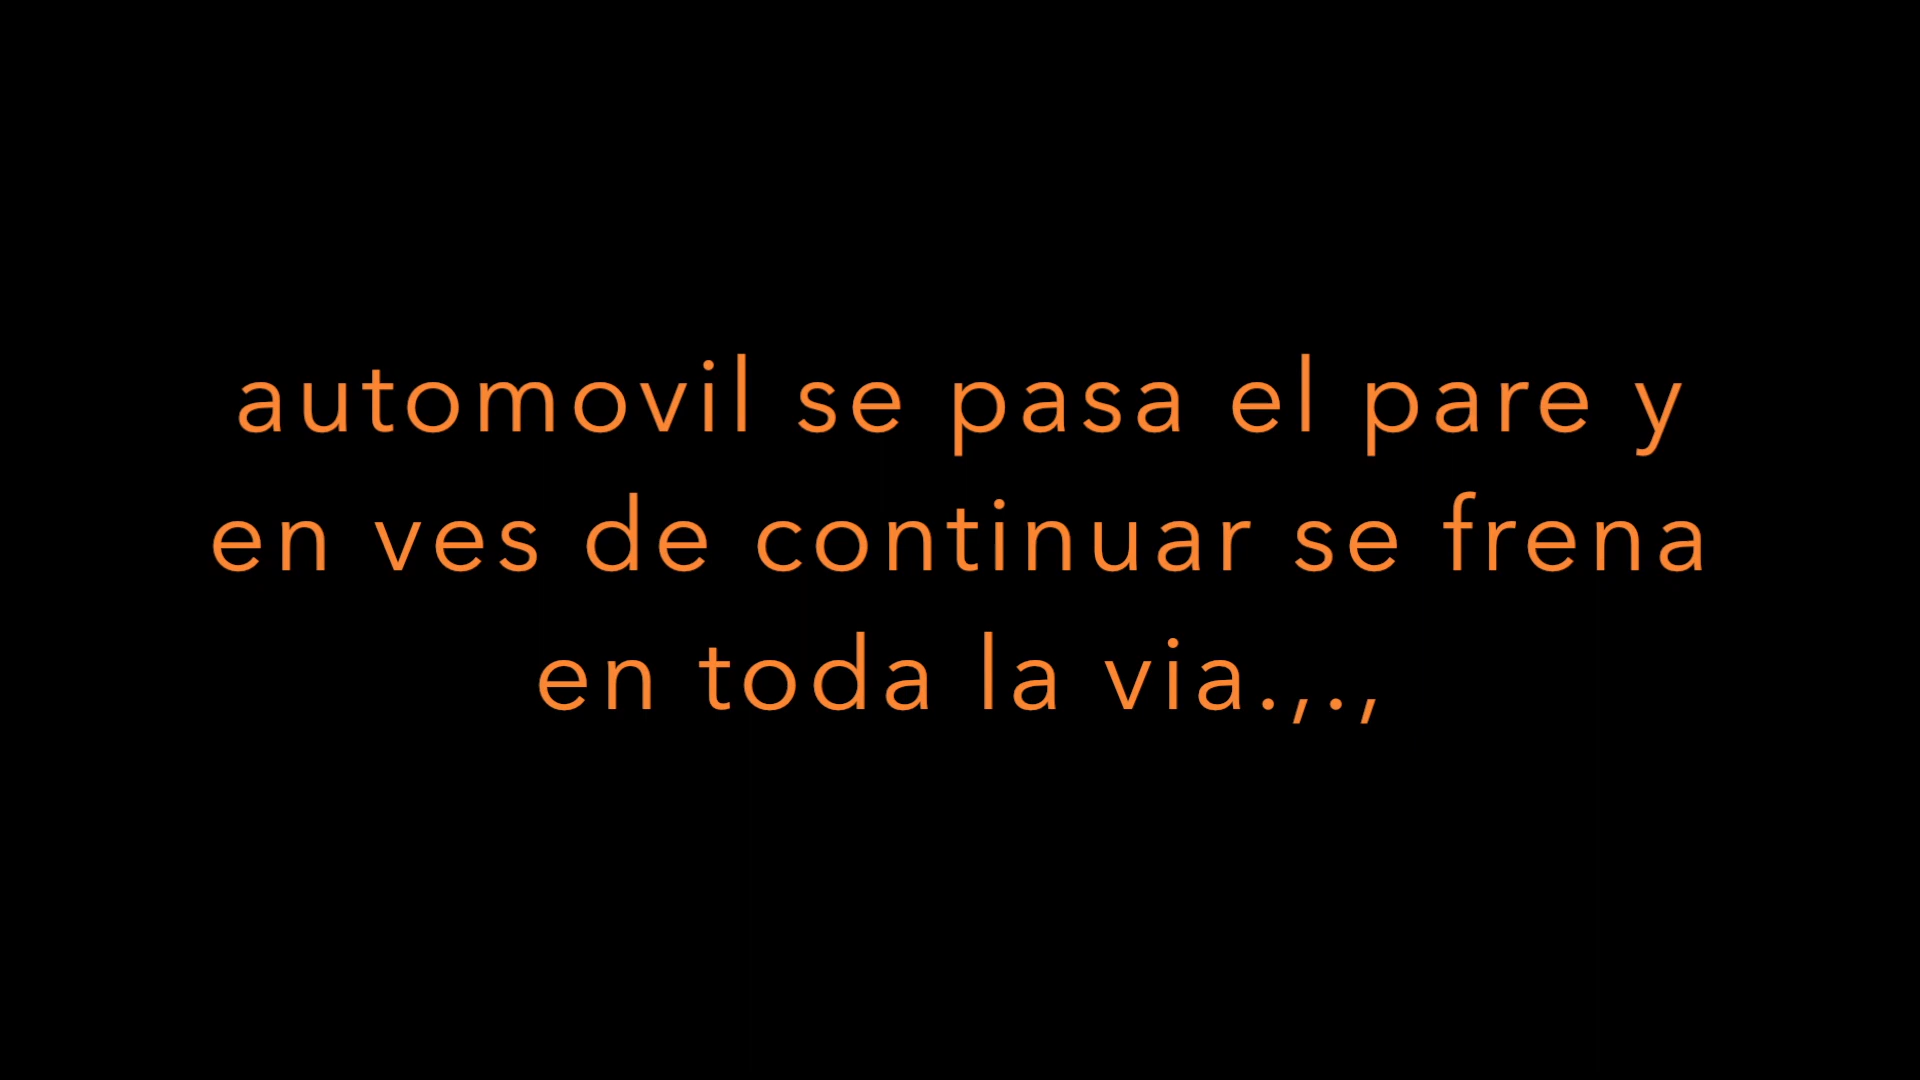 automovil se pasa el pare y
en ves de continuar se frena
en toda la via.,.,